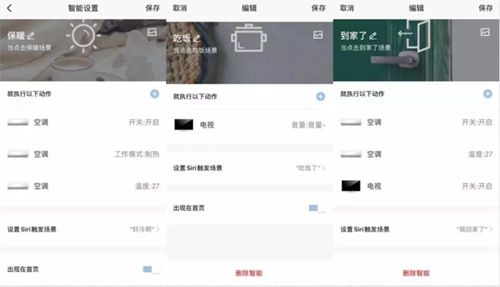 智能设置
保存
保暖
当点击保暖场景
就执行以下动作
空调
开关:开启
空调
工作模式:制热
空调
温度:27
设置Siri触发场景
"好冷啊"
出现在首页
取消
编辑
保存
吃饭
当点击吃饭场景
就执行以下动作
电视
音量:音量-
设置Siri触发场景
"吃饭了"
出现在首页
删除智能
取消
编辑
保存
到家了
当点击到家了场景
就执行以下动作
空调
开关:开启
空调
温度:27
电视
开关:开启
设置Siri触发场景
"我回家了"
删除智能